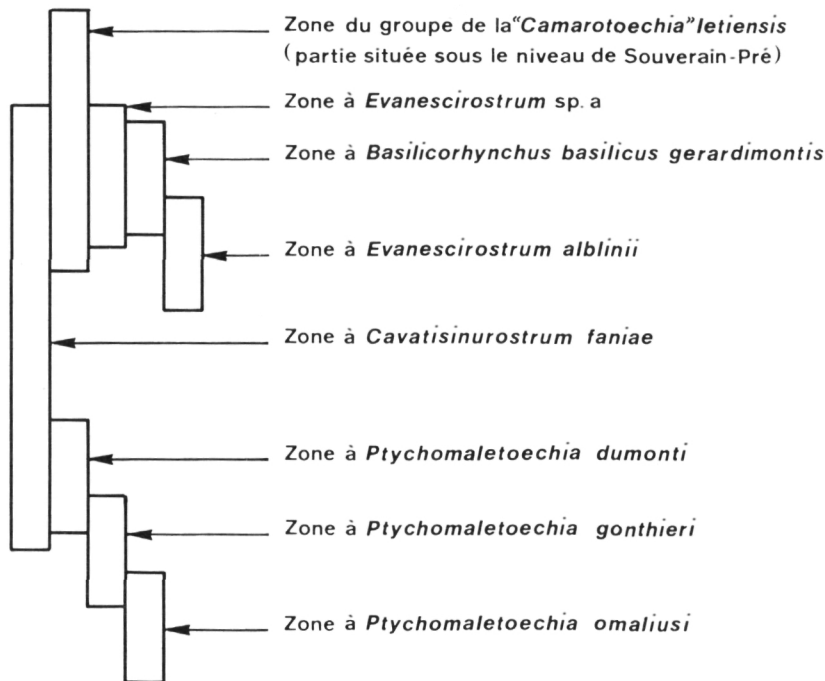 Zone du groupe de la “Camarotoechia” letiensis
(partie située sous le niveau de Souverain-Pré)
Zone à Evanescirostrum sp. a
Zone à Basilicorhynchus basilicus gerardimontis
Zone à Evanescirostrum alblinii
Zone à Cavatisinurostrum faniae
Zone à Ptychomaletoechia dumonti
Zone à Ptychomaletoechia gonthieri
Zone à Ptychomaletoechia omaliusi